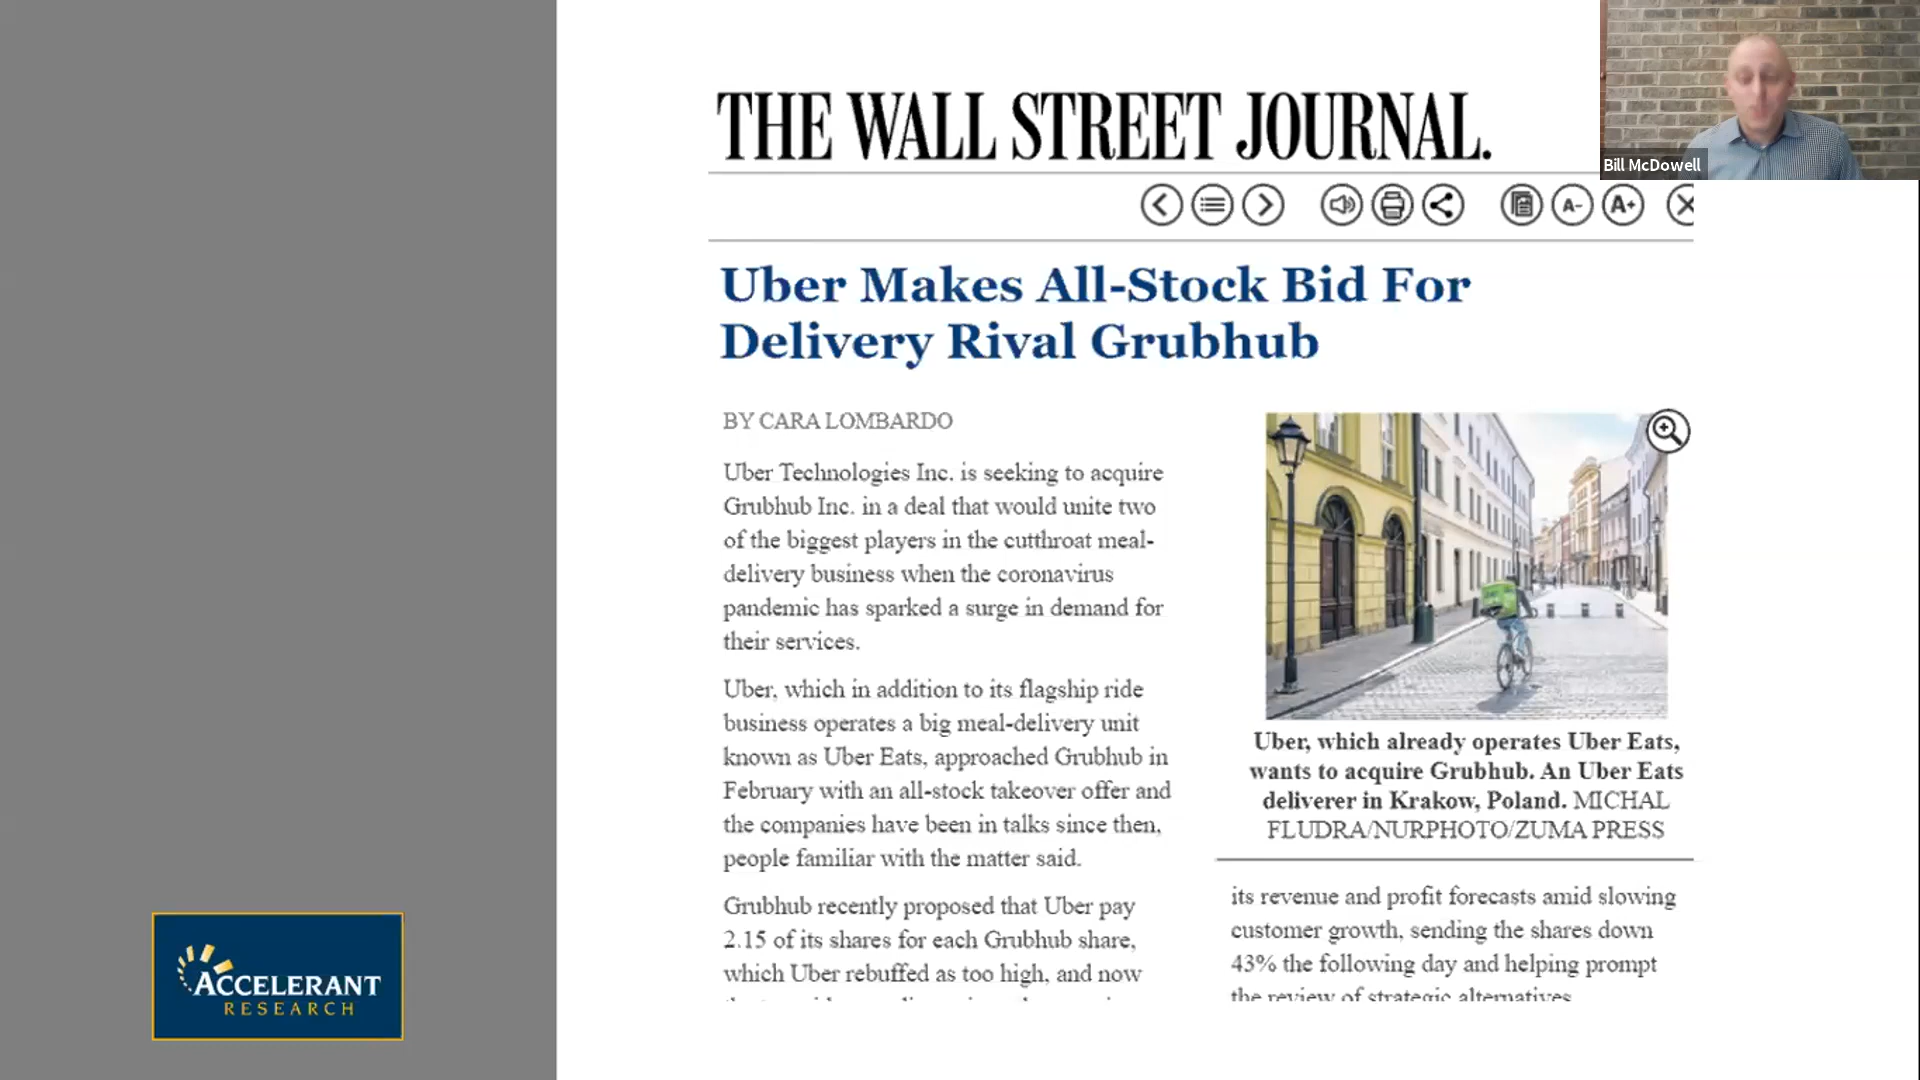 THE WALL STREET JOURNAL.
Bill McDowell
A-
A+
Uber Makes All-Stock Bid For
Delivery Rival Grubhub
BY CARA LOMBARDO
Uber Technologies Inc. is seeking to acquire
Grubhub Inc. in a deal that would unite two
of the biggest players in the cutthroat meal-
delivery business when the coronavirus
pandemic has sparked a surge in demand for
their services.
Uber, which in addition to its flagship ride
business operates a big meal-delivery unit
known as Uber Eats, approached Grubhub in
February with an all-stock takeover offer and
the companies have been in talks since then,
people familiar with the matter said.
Grubhub recently proposed that Uber pay
2.15 of its shares for each Grubhub share,
which Uber rebuffed as too high, and now
Uber, which already operates Uber Eats,
wants to acquire Grubhub. An Uber Eats
deliverer in Krakow, Poland. MICHAL
FLUDRA/NURPHOTO/ZUMA PRESS
its revenue and profit forecasts amid slowing
customer growth, sending the shares down
43% the following day and helping prompt
the review of strategic alternatives
ACCELERANT
RESEARCH